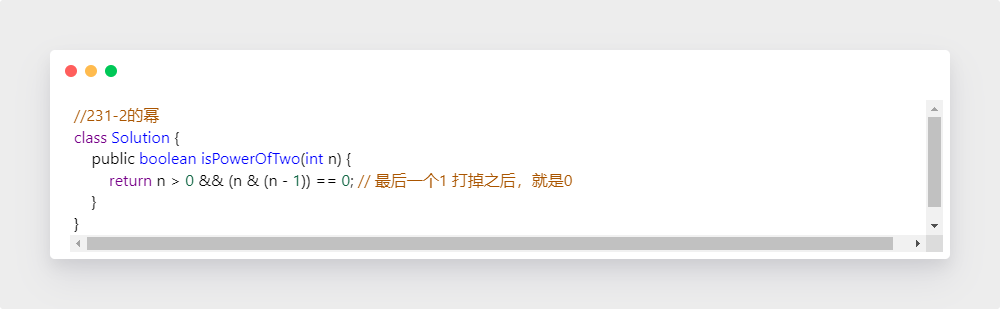 //231-2的幂
class Solution {
    public boolean isPowerOfTwo(int n) {
        return n > 0 && (n & (n - 1)) == 0; // 最后一个1 打掉之后，就是0
    }
}